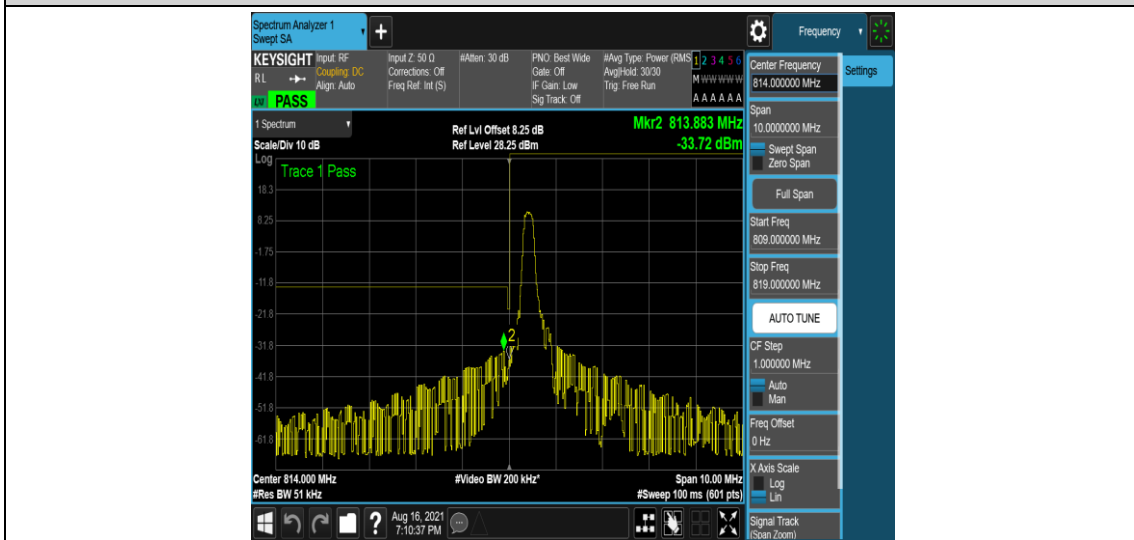 Spectrum Analyzer 1
Swept SA
+
Frequency
KEYSIGHT
RL
LXI
PASS
Input: RF
Coupling: DC
Align: Auto
Input Z: 50 Ω
Corrections: Off
Freq Ref: Int (S)
#Atten: 30 dB
PNO: Best Wide
Gate: Off
IF Gain: Low
Sig Track: Off
#Avg Type: Power (RMS
Avg|Hold: 30/30
Trig: Free Run
1 2 3 4 5 6
M W W W W W
A A A A A A
Center Frequency
814.000000 MHz
Settings
Span
10.0000000 MHz
Swept Span
Zero Span
Full Span
Start Freq
809.000000 MHz
Stop Freq
819.000000 MHz
AUTO TUNE
CF Step
1.000000 MHz
Auto
Man
Freq Offset
0 Hz
X Axis Scale
Log
Lin
Signal Track
(Span Zoom)
1 Spectrum
Scale/Div 10 dB
Ref Lvl Offset 8.25 dB
Ref Level 28.25 dBm
Mkr2 813.883 MHz
-33.72 dBm
Log
Trace 1 Pass
18.3
8.25
-1.75
-11.8
-21.8
-31.8
-41.8
-51.8
-61.8
2
Center 814.000 MHz
#Res BW 51 kHz
#Video BW 200 kHz*
Span 10.00 MHz
#Sweep 100 ms (601 pts)
?
Aug 16, 2021
7:10:37 PM